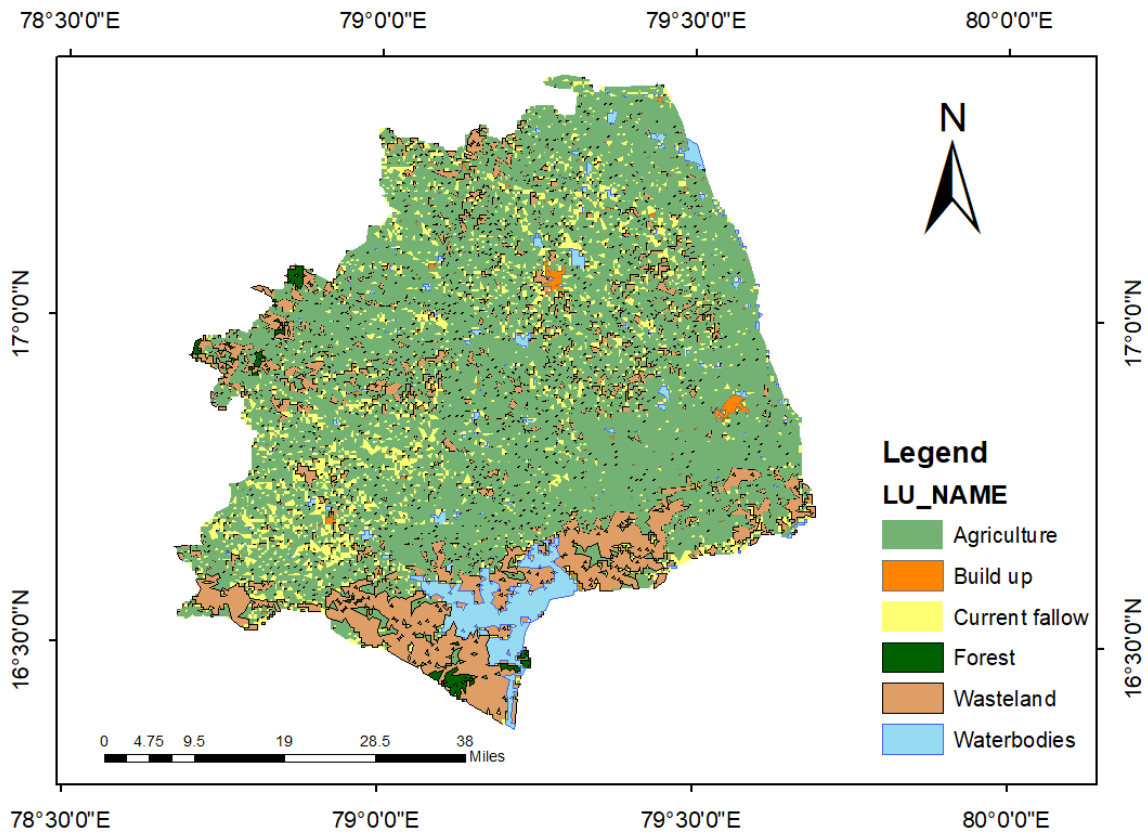 78°30'0"E 79°0'0"E 79°30'0"E 80°0'0"E
N
17°0'0"N 17°0'0"N
Legend
LU_NAME
Agriculture
Build up
Current fallow
Forest
Wasteland
Waterbodies
16°30'0"N 16°30'0"N
0 4.75 9.5 19 28.5 38
Miles
78°30'0"E 79°0'0"E 79°30'0"E 80°0'0"E